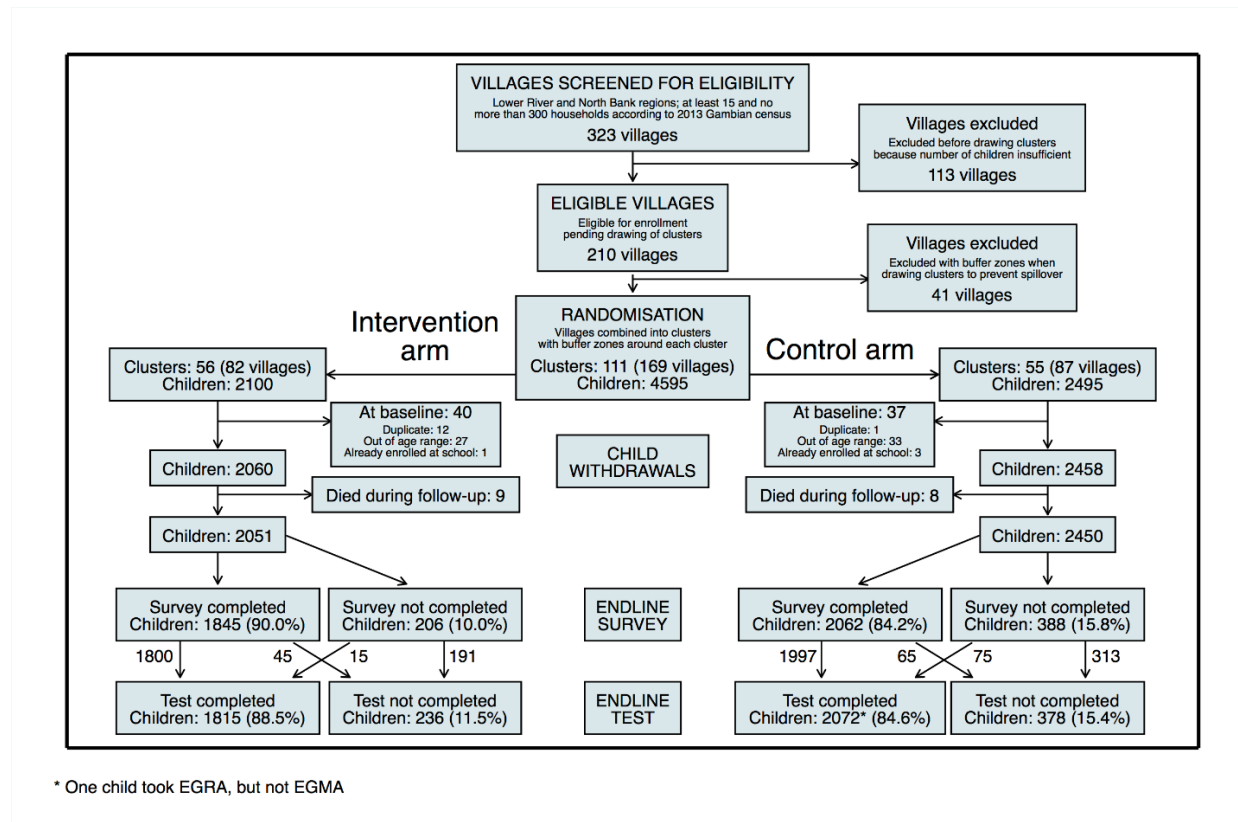 VILLAGES SCREENED FOR ELIGIBILITY
Lower River and North Bank regions; at least 15 and no
more than 300 households according to 2013 Gambian census
323 villages
Villages excluded
Excluded before drawing clusters
because number of children insufficient
113 villages
ELIGIBLE VILLAGES
Eligible for enrollment
pending drawing of clusters
210 villages
Villages excluded
Excluded with buffer zones when
drawing clusters to prevent spillover
41 villages
RANDOMISATION
Villages combined into clusters
with buffer zones around each cluster
Clusters: 111 (169 villages)
Children: 4595
Intervention
arm
Control arm
Clusters: 56 (82 villages)
Children: 2100
Clusters: 55 (87 villages)
Children: 2495
At baseline: 40
Duplicate: 12
Out of age range: 27
Already enrolled at school: 1
At baseline: 37
Duplicate: 1
Out of age range: 33
Already enrolled at school: 3
CHILD
WITHDRAWALS
Children: 2060
Children: 2458
Died during follow-up: 9
Died during follow-up: 8
Children: 2051
Children: 2450
Survey completed
Children: 1845 (90.0%)
Survey not completed
Children: 206 (10.0%)
ENDLINE
SURVEY
Survey completed
Children: 2062 (84.2%)
Survey not completed
Children: 388 (15.8%)
1800 45 15 191
1997 65 75 313
Test completed
Children: 1815 (88.5%)
Test not completed
Children: 236 (11.5%)
ENDLINE
TEST
Test completed
Children: 2072* (84.6%)
Test not completed
Children: 378 (15.4%)
* One child took EGRA, but not EGMA